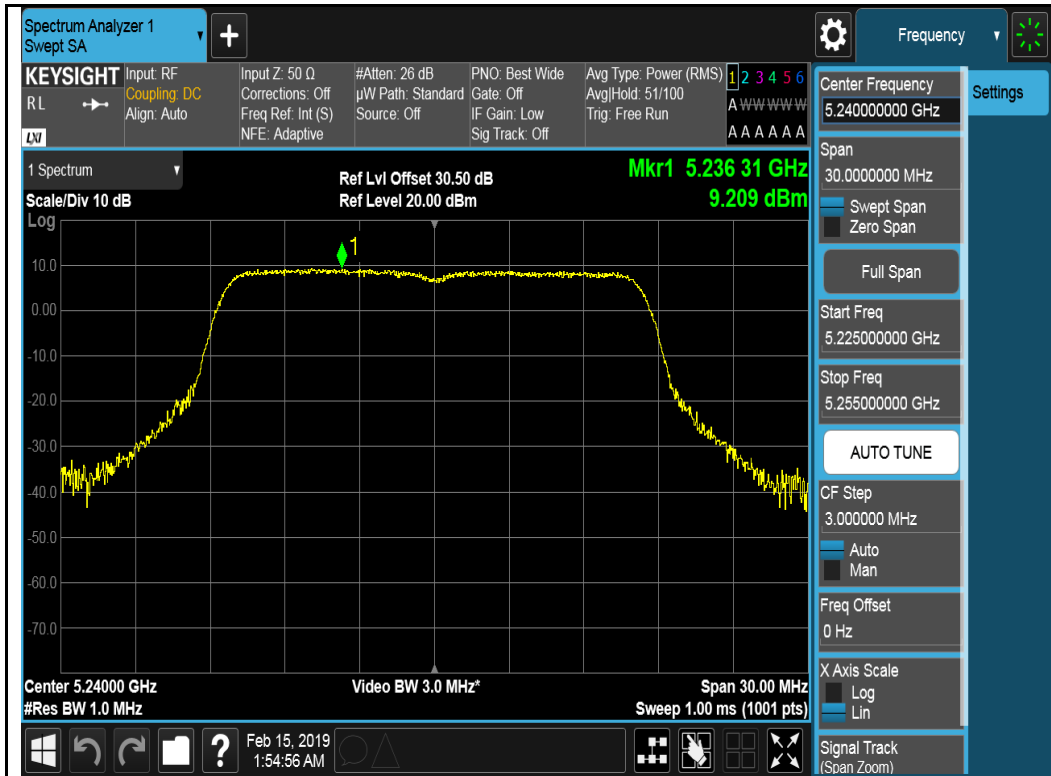 Spectrum Analyzer 1
Swept SA
+
Frequency
KEYSIGHT
R L
LXI
Input: RF
Coupling: DC
Align: Auto
Input Z: 50 Ω
Corrections: Off
Freq Ref: Int (S)
NFE: Adaptive
#Atten: 26 dB
µW Path: Standard
Source: Off
PNO: Best Wide
Gate: Off
IF Gain: Low
Sig Track: Off
Avg Type: Power (RMS)
Avg|Hold: 51/100
Trig: Free Run
1 2 3 4 5 6
A W W W W W
A A A A A A
1 Spectrum
Scale/Div 10 dB
Ref Lvl Offset 30.50 dB
Ref Level 20.00 dBm
Mkr1 5.236 31 GHz
9.209 dBm
Log
1
10.0
0.00
-10.0
-20.0
-30.0
-40.0
-50.0
-60.0
-70.0
Center 5.24000 GHz
#Res BW 1.0 MHz
Video BW 3.0 MHz*
Span 30.00 MHz
Sweep 1.00 ms (1001 pts)
Center Frequency
5.240000000 GHz
Span
30.0000000 MHz
Swept Span
Zero Span
Full Span
Start Freq
5.225000000 GHz
Stop Freq
5.255000000 GHz
AUTO TUNE
CF Step
3.000000 MHz
Auto
Man
Freq Offset
0 Hz
X Axis Scale
Log
Lin
Signal Track
(Span Zoom)
Settings
?
Feb 15, 2019
1:54:56 AM